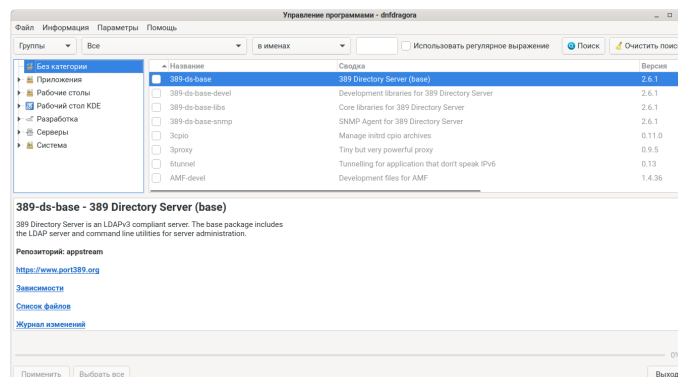 Управление программами - dnfdragora
Файл Информация Параметры Помощь
Группы Все в именах Использовать регулярное выражение Поиск Очистить поис
Без категории
Приложения
Рабочие столы
Рабочий стол KDE
Разработка
Серверы
Система
Название Сводка Версия
389-ds-base 389 Directory Server (base) 2.6.1
389-ds-base-devel Development libraries for 389 Directory Server 2.6.1
389-ds-base-libs Core libraries for 389 Directory Server 2.6.1
389-ds-base-snmp SNMP Agent for 389 Directory Server 2.6.1
3cpio Manage initrd cpio archives 0.11.0
3proxy Tiny but very powerful proxy 0.9.5
6tunnel Tunnelling for application that don't speak IPv6 0.13
AMF-devel Development files for AMF 1.4.36
389-ds-base - 389 Directory Server (base)
389 Directory Server is an LDAPv3 compliant server. The base package includes
the LDAP server and command line utilities for server administration.
Репозиторий: appstream
https://www.port389.org
Зависимости
Список файлов
Журнал изменений
Применить Выбрать все Выход